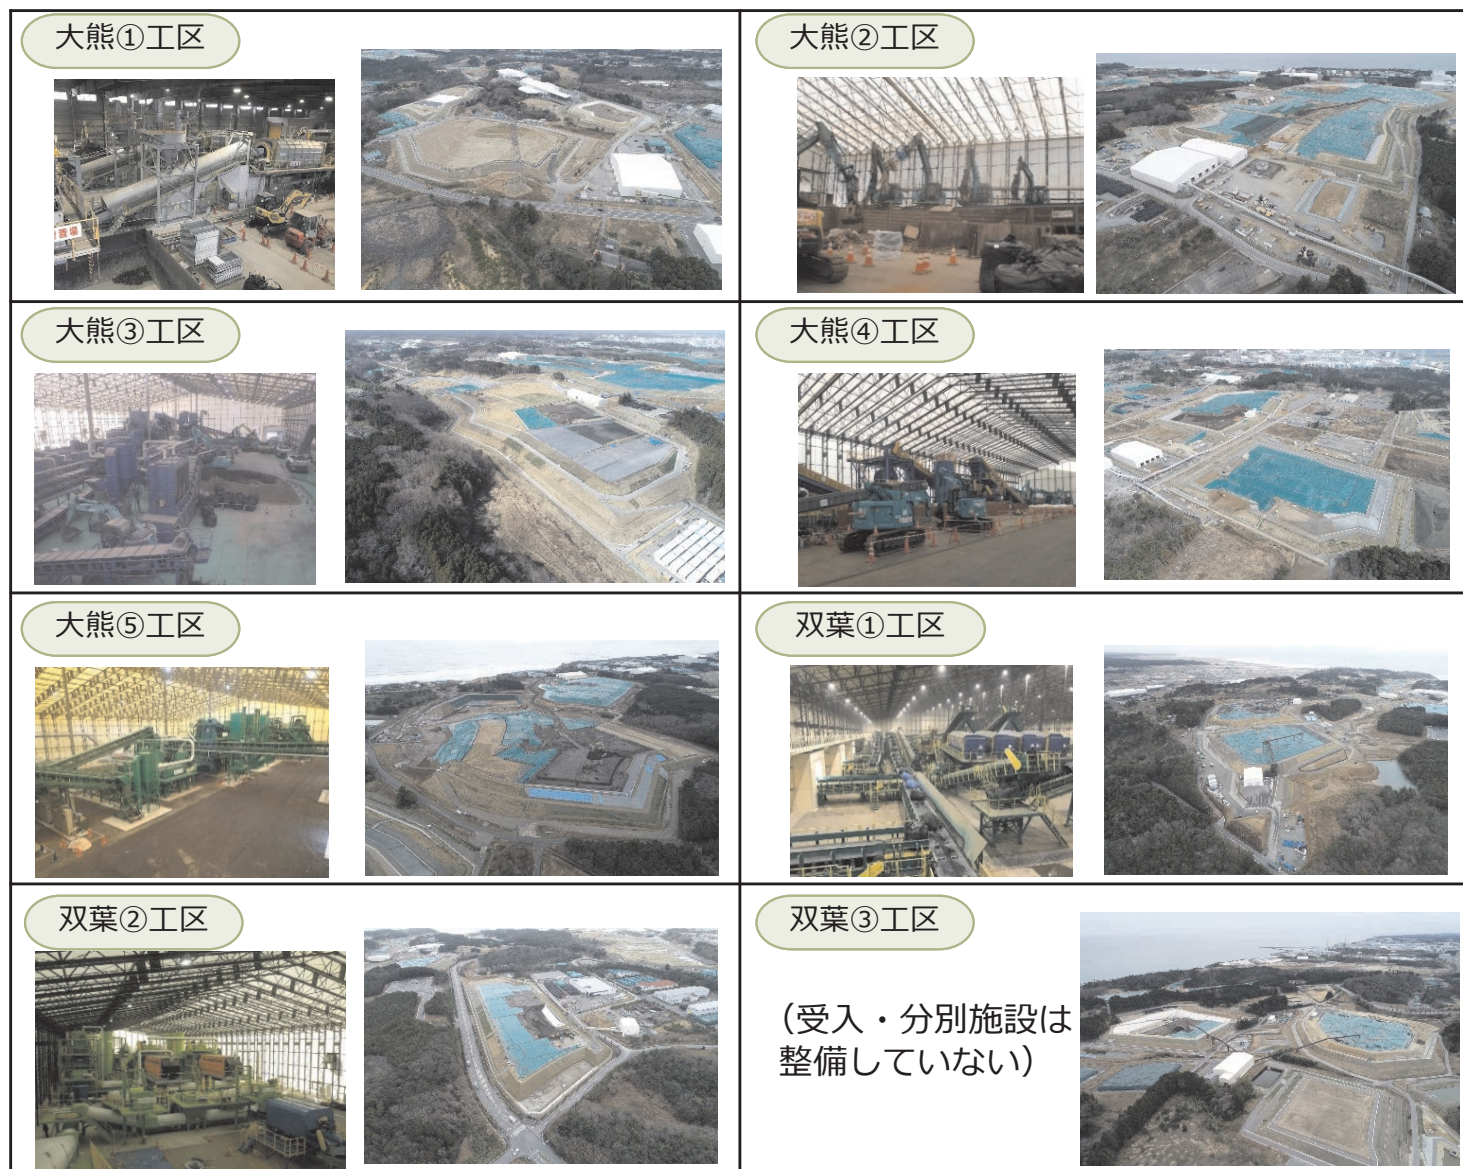 大熊①工区
大熊②工区
大熊③工区
大熊④工区
大熊⑤工区
双葉①工区
双葉②工区
双葉③工区
（受入・分別施設は
整備していない）